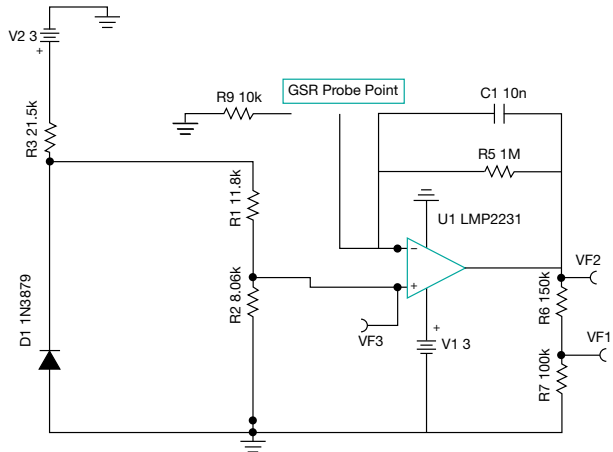 V2 3
+
R3 21.5k
R9 10k
GSR Probe Point
C1 10n
R5 1M
R1 11.8k
U1 LMP2231
−
+
R2 8.06k
D1 1N3879
VF3
+
V1 3
VF2
R6 150k
VF1
R7 100k